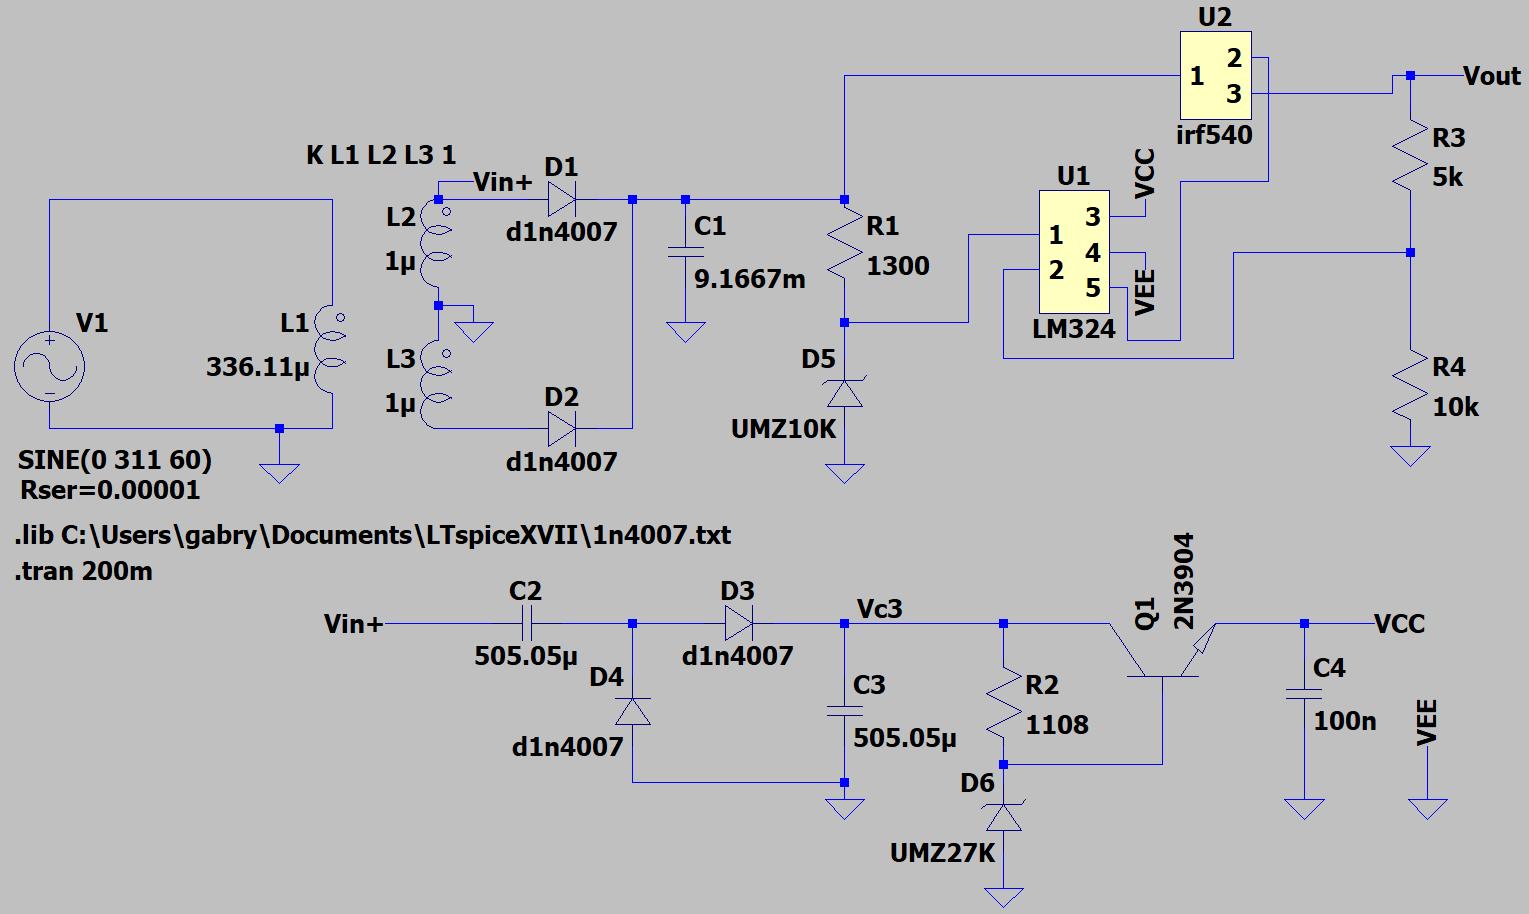 U2
2
1
3
irf540
Vout
R3
5k
K L1 L2 L3 1
Vin+
D1
d1n4007
L2
1µ
C1
9.1667m
R1
1300
U1
VCC
3
1
4
2
5
VEE
LM324
V1
L1
336.11µ
L3
1µ
D2
d1n4007
D5
UMZ10K
R4
10k
SINE(0 311 60)
Rser=0.00001
.lib C:\Users\gabry\Documents\LTspiceXVII\1n4007.txt
.tran 200m
Vin+
C2
505.05µ
D3
d1n4007
Vc3
D4
d1n4007
C3
505.05µ
R2
1108
Q1
2N3904
VCC
C4
100n
VEE
D6
UMZ27K